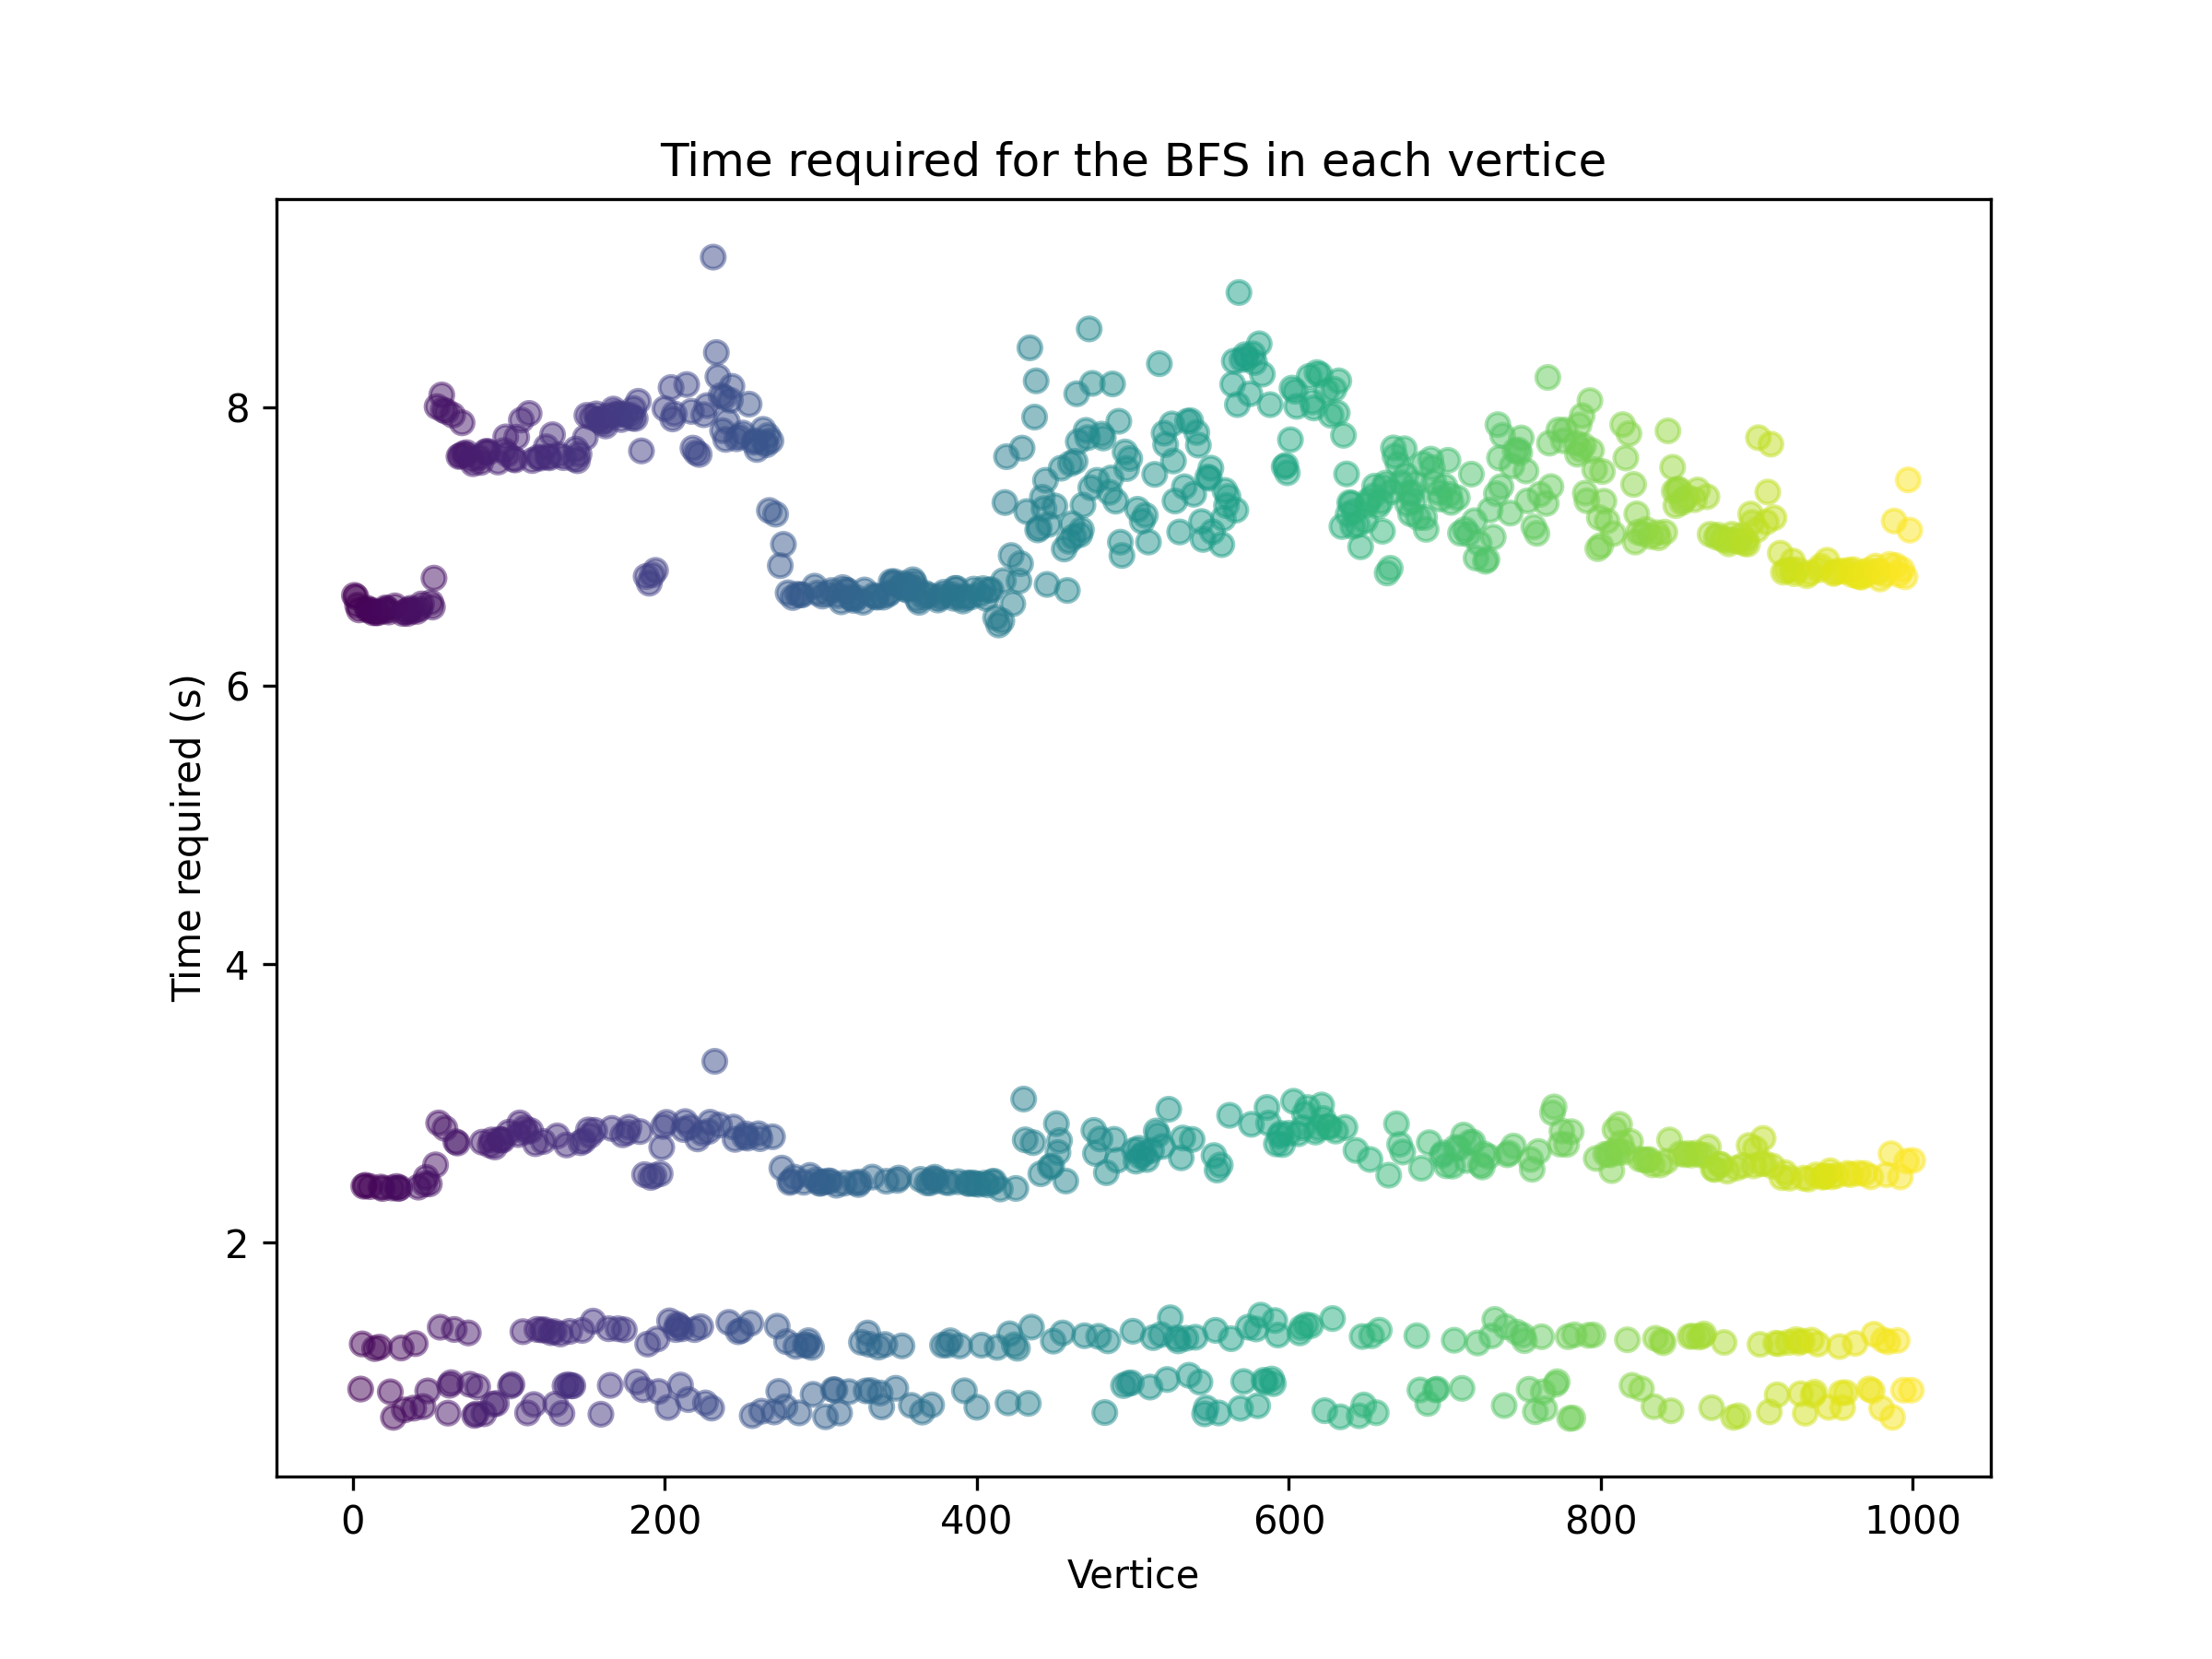 Time required for the BFS in each vertice
8
6
4
2
Time required (s)
0 200 400 600 800 1000
Vertice